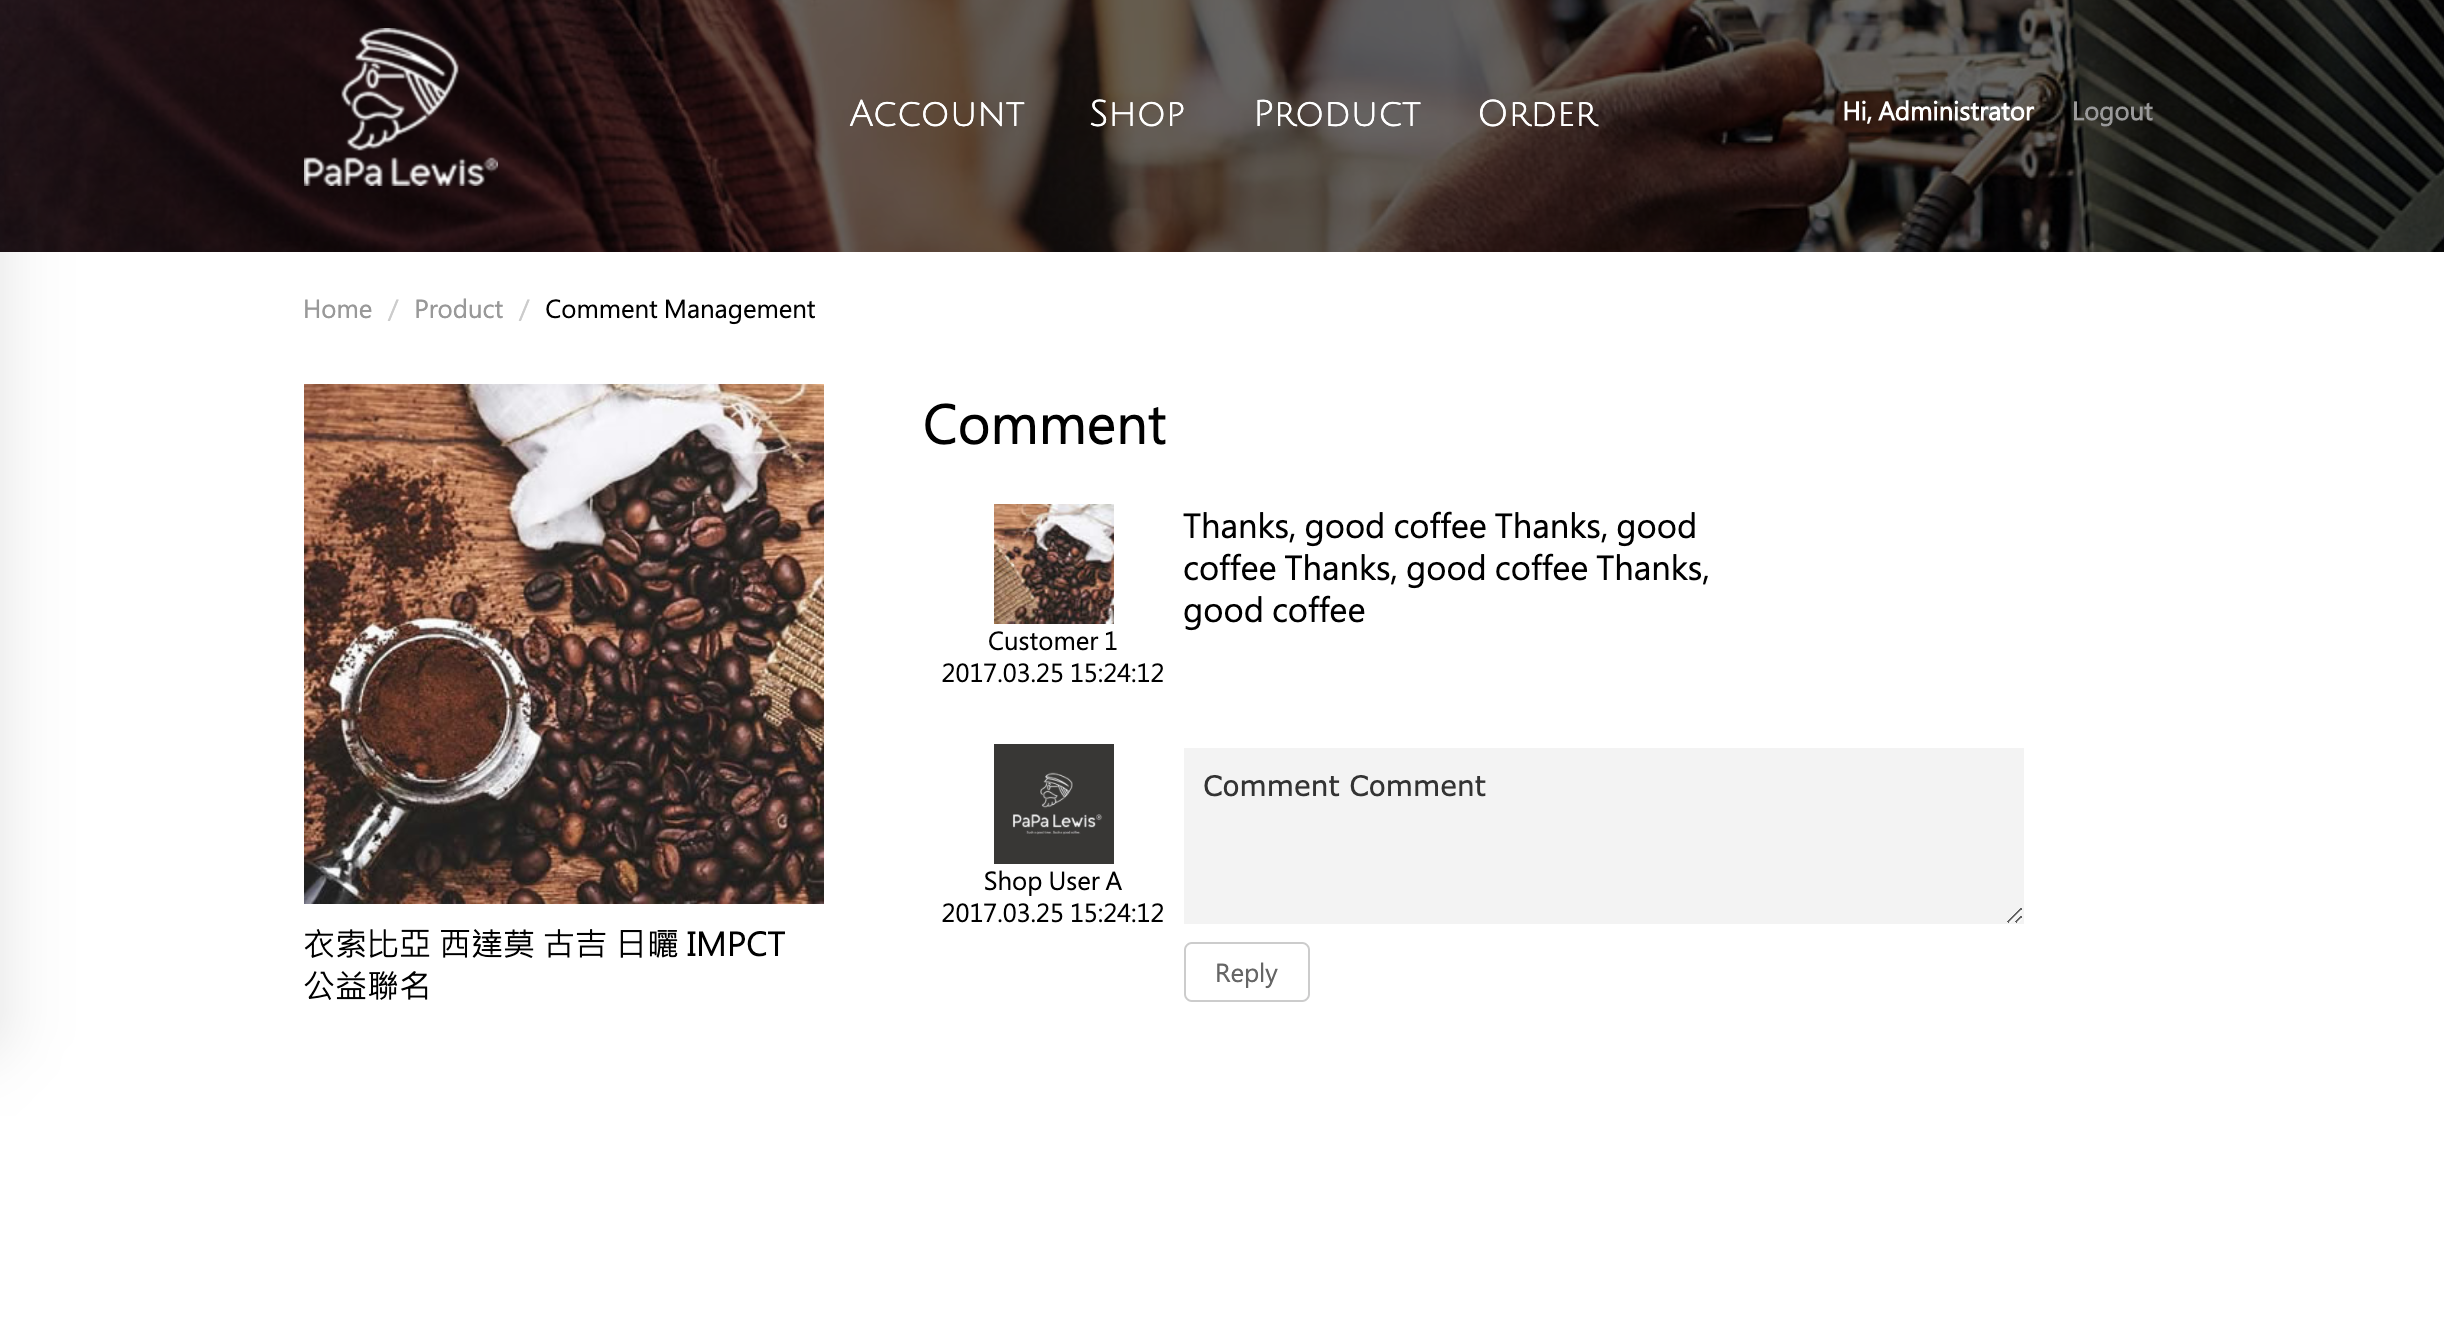 PaPa Lewis®
Account Shop Product Order Hi, Administrator Logout
Home / Product / Comment Management
Comment
Thanks, good coffee Thanks, good
coffee Thanks, good coffee Thanks,
good coffee
Customer 1
2017.03.25 15:24:12
PaPa Lewis®
Shop User A
2017.03.25 15:24:12
Comment Comment
Reply
衣索比亞 西達莫 古吉 日曬 IMPCT
公益聯名